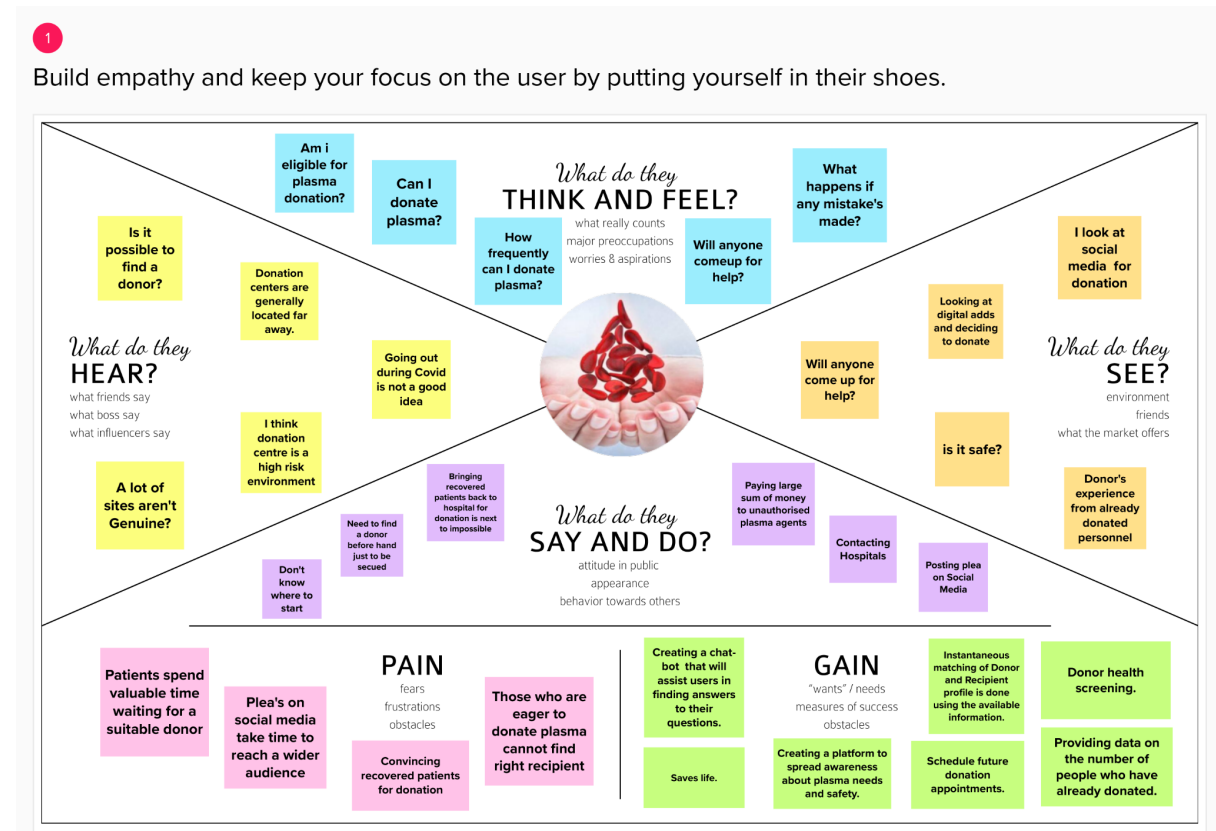 1
Build empathy and keep your focus on the user by putting yourself in their shoes.
What do they
THINK AND FEEL?
what really counts
major preoccupations
worries & aspirations
Am i
eligible for
plasma
donation?
Can I
donate
plasma?
How
frequently
can I donate
plasma?
Will anyone
comeup for
help?
What
happens if
any mistake's
made?
What do they
HEAR?
what friends say
what boss say
what influencers say
Is it
possible to
find a
donor?
Donation
centers are
generally
located far
away.
Going out
during Covid
is not a good
idea
I think
donation
centre is a
high risk
environment
A lot of
sites aren't
Genuine?
What do they
SEE?
environment
friends
what the market offers
I look at
social
media for
donation
Looking at
digital adds
and deciding
to donate
Will anyone
come up for
help?
is it safe?
Donor's
experience
from already
donated
personnel
What do they
SAY AND DO?
attitude in public
appearance
behavior towards others
Bringing
recovered
patients back to
hospital for
donation is next
to impossible
Need to find
a donor
before hand
just to be
secued
Don't
know
where to
start
Paying large
sum of money
to unauthorised
plasma agents
Contacting
Hospitals
Posting plea
on Social
Media
PAIN
fears
frustrations
obstacles
Patients spend
valuable time
waiting for a
suitable donor
Plea's on
social media
take time to
reach a wider
audience
Convincing
recovered patients
for donation
Those who are
eager to
donate plasma
cannot find
right recipient
GAIN
"wants" / needs
measures of success
obstacles
Creating a chat-
bot that will
assist users in
finding answers
to their
questions.
Saves life.
Creating a platform to
spread awareness
about plasma needs
and safety.
Instantaneous
matching of Donor
and Recipient
profile is done
using the available
information.
Schedule future
donation
appointments.
Donor health
screening.
Providing data on
the number of
people who have
already donated.